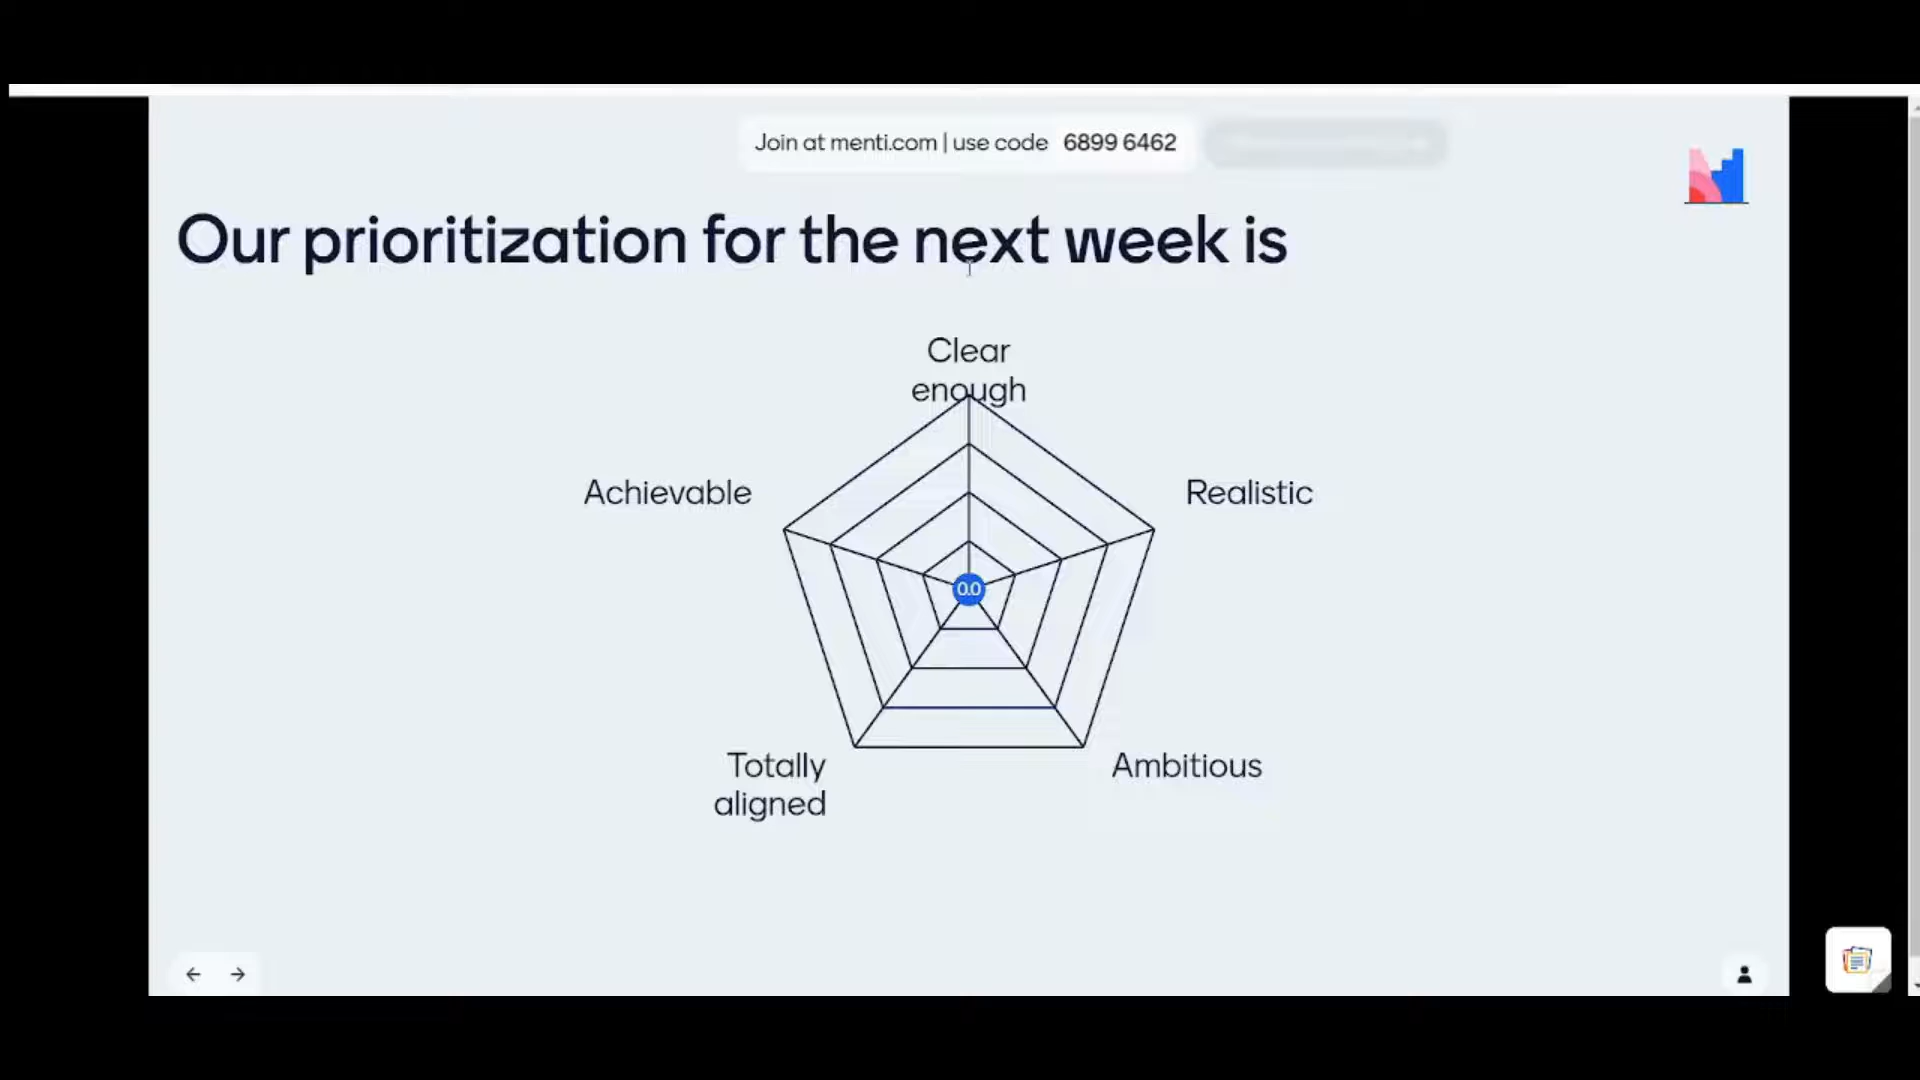 Join at menti.com | use code 6899 6462
Our prioritization for the next week is
Clear
enough
Achievable
Realistic
0.0
Totally
aligned
Ambitious